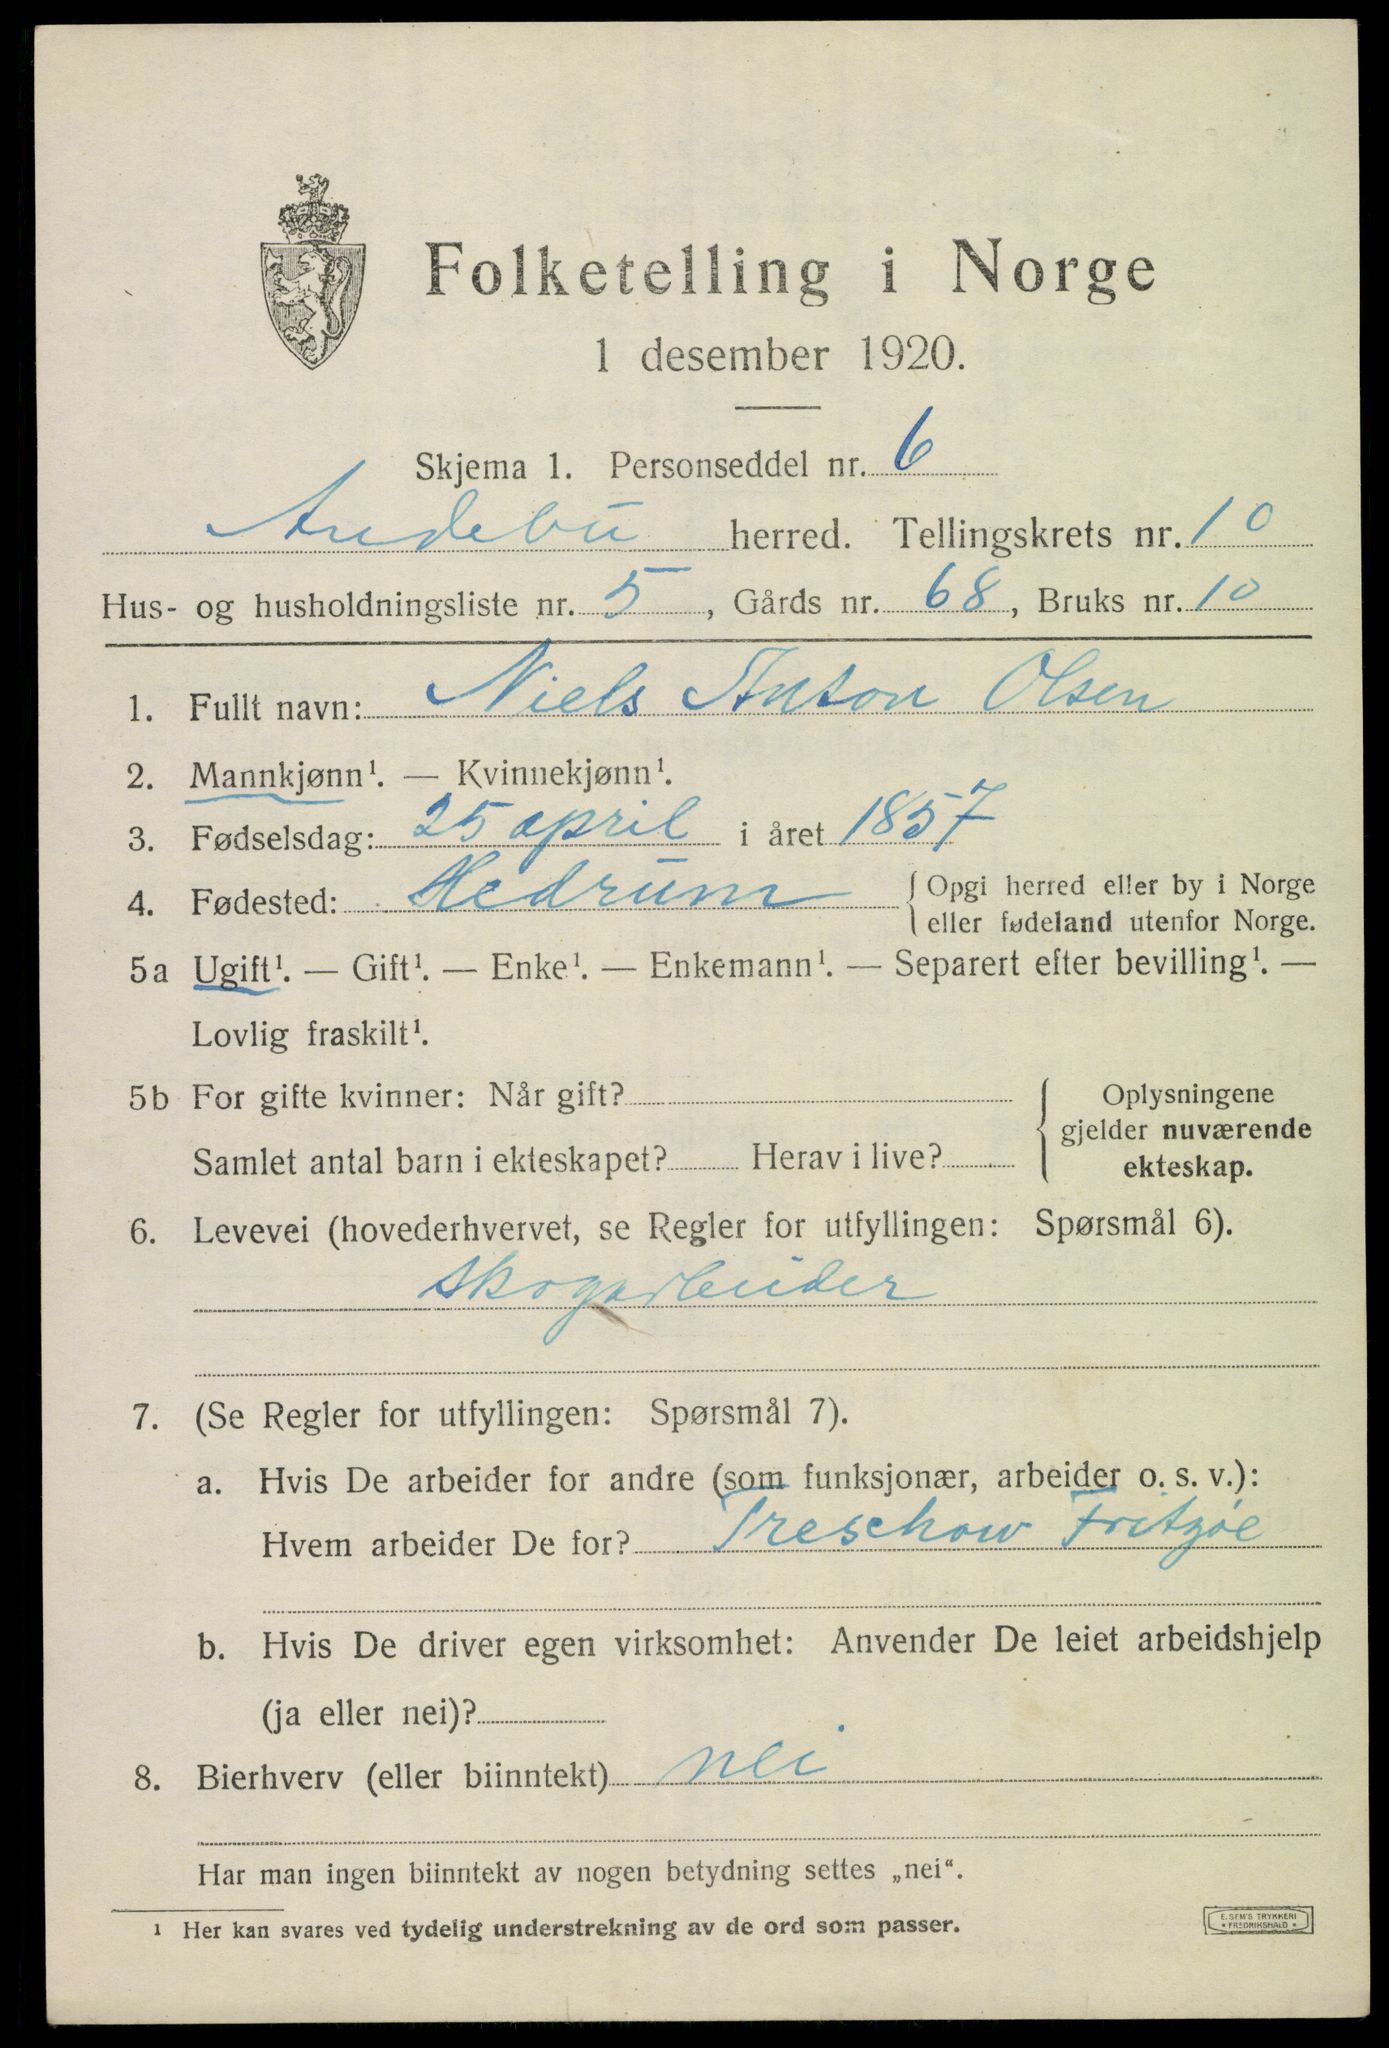 Folketelling i Norge
1 desember 1920.
Skjema 1. Personseddel nr. 6
Andebu herred. Tellingskrets nr. 10
Hus- og husholdningsliste nr. 5, Gårds nr. 68, Bruks nr. 10
1. Fullt navn: Niels Anton Olsen
2. Mannkjønn¹. — Kvinnekjønn¹.
3. Fødselsdag: 25 april i året 1857
4. Fødested: Hedrum { Opgi herred eller by i Norge
eller fødeland utenfor Norge.
5a Ugift¹. — Gift¹. — Enke¹. — Enkemann¹. — Separert efter bevilling¹. —
Lovlig fraskilt¹.
5b For gifte kvinner: Når gift? { Oplysningene
gjelder nuværende
Samlet antal barn i ekteskapet? Herav i live? ekteskap.
6. Levevei (hovederhvervet, se Regler for utfyllingen: Spørsmål 6).
Skogarbeider
7. (Se Regler for utfyllingen: Spørsmål 7).
a. Hvis De arbeider for andre (som funksjonær, arbeider o. s. v.):
Hvem arbeider De for? Treschow Fritzøe
b. Hvis De driver egen virksomhet: Anvender De leiet arbeidshjelp
(ja eller nei)?
8. Bierhverv (eller biinntekt) nei
Har man ingen biinntekt av nogen betydning settes „nei“.
¹ Her kan svares ved tydelig understrekning av de ord som passer.
E. SEM'S TRYKKERI
FREDRIKSHALD